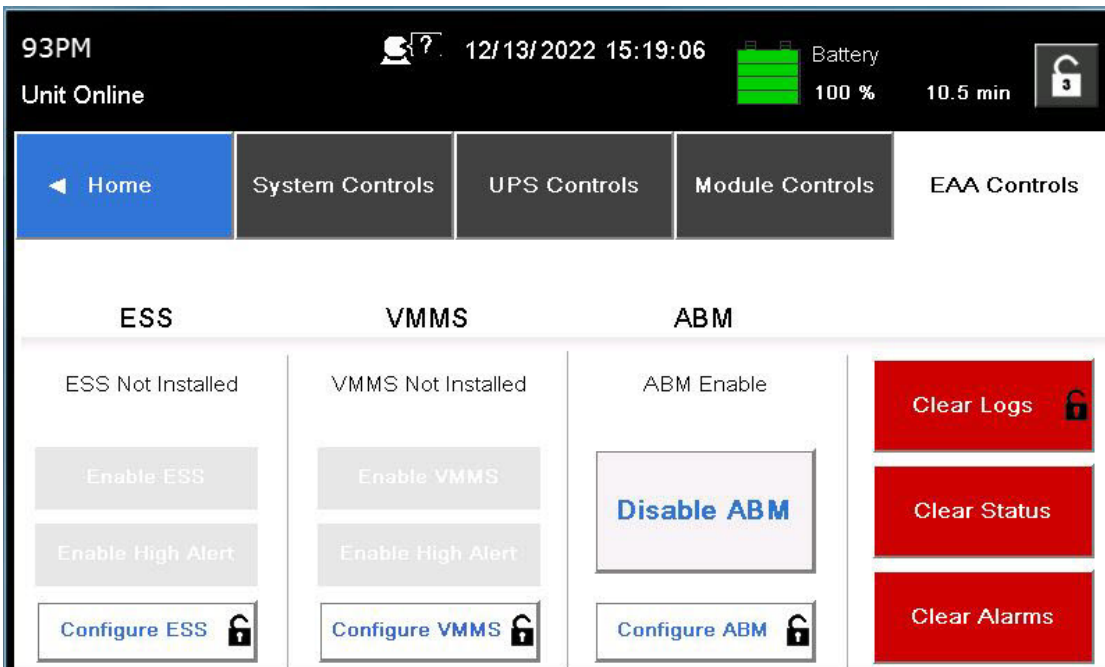 93PM
? 12/13/2022 15:19:06 Battery
Unit Online 100 % 10.5 min 3
◄ Home System Controls UPS Controls Module Controls EAA Controls
ESS VMMS ABM
ESS Not Installed VMMS Not Installed ABM Enable
Clear Logs
Enable ESS Enable VMMS
Disable ABM Clear Status
Enable High Alert Enable High Alert
Configure ESS Configure VMMS Configure ABM Clear Alarms